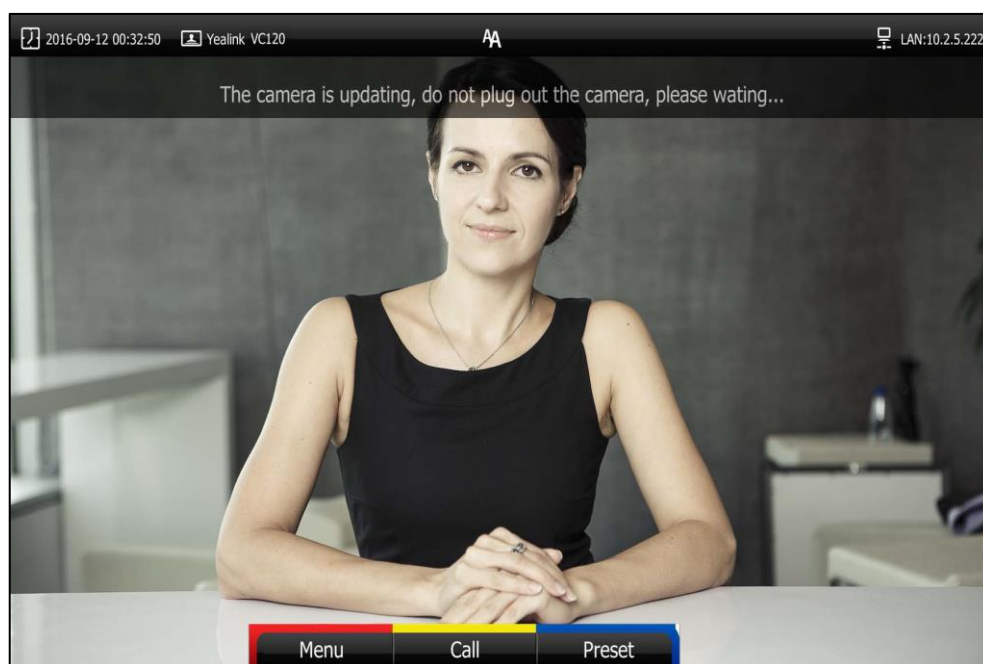 2016-09-12 00:32:50 Yealink VC120 AA LAN:10.2.5.222
The camera is updating, do not plug out the camera, please wating...
Menu Call Preset